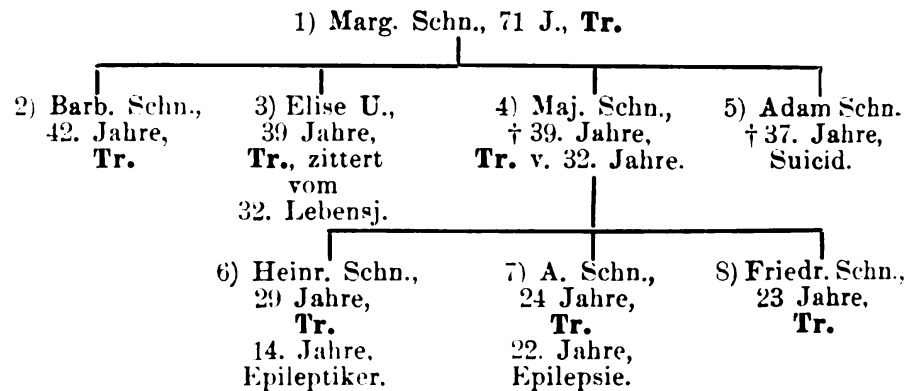 1) Marg. Schn., 71 J., Tr.
2) Barb. Schn.,
42. Jahre,
Tr.
3) Elise U.,
39 Jahre,
Tr., zittert
vom
32. Lebensj.
4) Maj. Schn.,
† 39. Jahre,
Tr. v. 32. Jahre.
5) Adam Schn.
† 37. Jahre,
Suicid.
6) Heinr. Schn.,
29 Jahre,
Tr.
14. Jahre,
Epileptiker.
7) A. Schn.,
24 Jahre,
Tr.
22. Jahre,
Epilepsie.
8) Friedr. Schn.,
23 Jahre,
Tr.